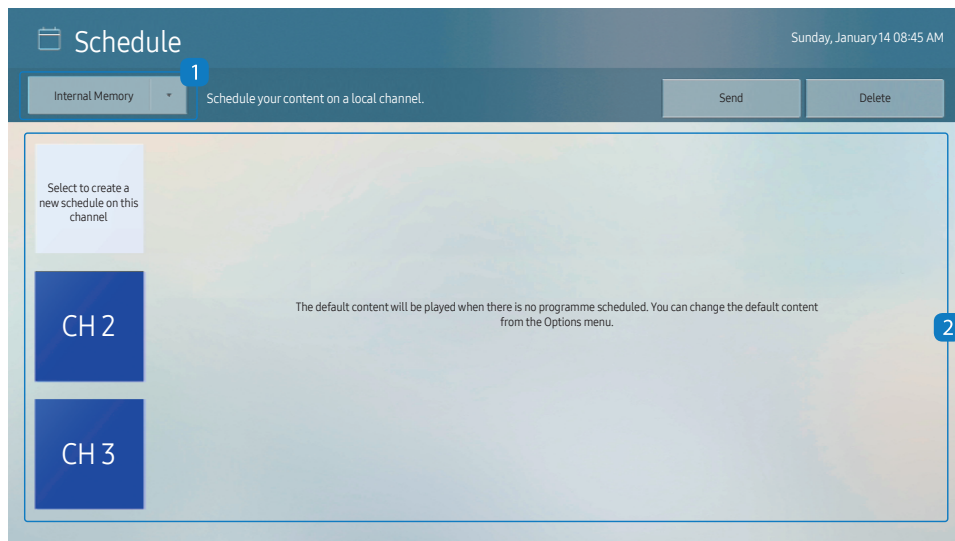 Schedule
Sunday, January 14 08:45 AM
1
Internal Memory
Schedule your content on a local channel.
Send
Delete
Select to create a
new schedule on this
channel
CH 2
The default content will be played when there is no programme scheduled. You can change the default content
from the Options menu.
2
CH 3